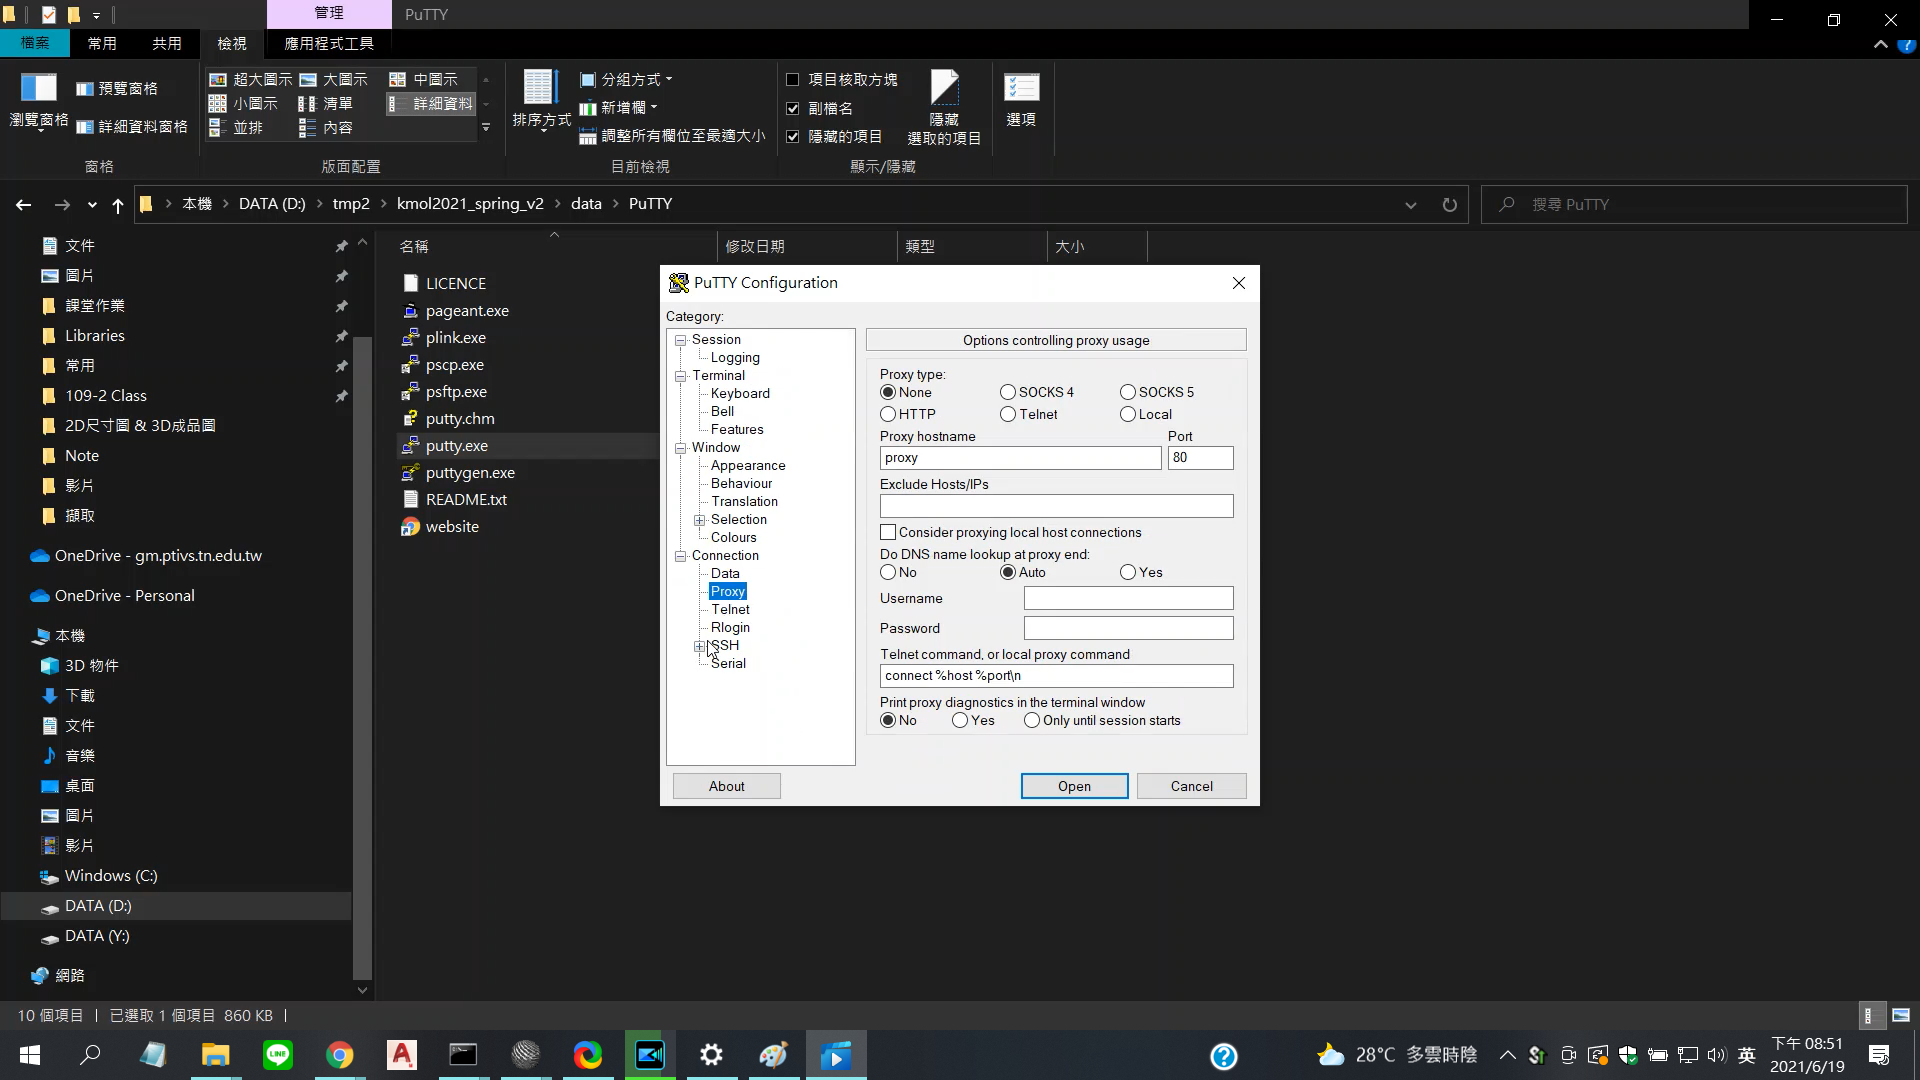 管理
PuTTY
檔案
常用
共用
檢視
應用程式工具
瀏覽窗格
預覽窗格
詳細資料窗格
窗格
超大圖示
大圖示
中圖示
小圖示
清單
詳細資料
並排
內容
版面配置
排序方式
分組方式
新增欄
調整所有欄位至最適大小
目前檢視
項目核取方塊
副檔名
隱藏的項目
隱藏
選取的項目
顯示/隱藏
選項
本機
DATA (D:)
tmp2
kmol2021_spring_v2
data
PuTTY
搜尋 PuTTY
文件
圖片
課堂作業
Libraries
常用
109-2 Class
2D尺寸圖 & 3D成品圖
Note
影片
擷取
OneDrive - gm.ptivs.tn.edu.tw
OneDrive - Personal
本機
3D 物件
下載
文件
音樂
桌面
圖片
影片
Windows (C:)
DATA (D:)
DATA (Y:)
網路
名稱
修改日期
類型
大小
LICENCE
pageant.exe
plink.exe
pscp.exe
psftp.exe
putty.chm
putty.exe
puttygen.exe
README.txt
website
PuTTY Configuration
Category:
Session
Logging
Terminal
Keyboard
Bell
Features
Window
Appearance
Behaviour
Translation
Selection
Colours
Connection
Data
Proxy
Telnet
Rlogin
SSH
Serial
Options controlling proxy usage
Proxy type:
None
SOCKS 4
SOCKS 5
HTTP
Telnet
Local
Proxy hostname
Port
proxy
80
Exclude Hosts/IPs
Consider proxying local host connections
Do DNS name lookup at proxy end:
No
Auto
Yes
Username
Password
Telnet command, or local proxy command
connect %host %port\n
Print proxy diagnostics in the terminal window
No
Yes
Only until session starts
About
Open
Cancel
10 個項目
已選取 1 個項目 860 KB
LINE
28°C 多雲時陰
英
下午 08:51
2021/6/19